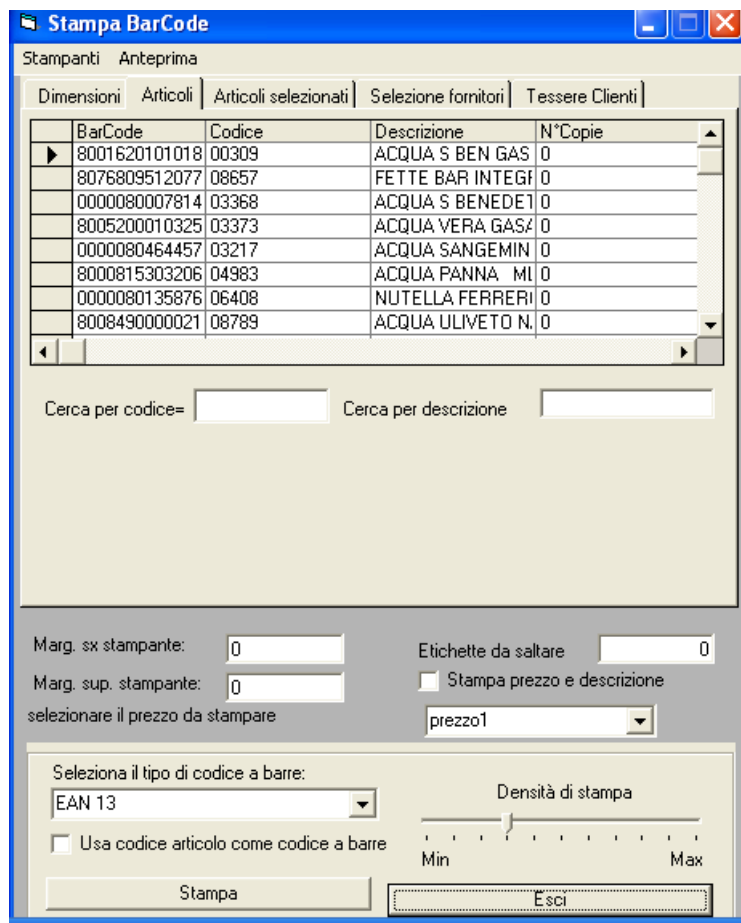 Stampa BarCode
Stampanti Anteprima
Dimensioni Articoli Articoli selezionati Selezione fornitori Tessere Clienti
BarCode Codice Descrizione N°Copie
8001620101018 00309 ACQUA S BEN GAS 0
8076809512077 08657 FETTE BAR INTEGF 0
0000080007814 03368 ACQUA S BENEDET 0
8005200010325 03373 ACQUA VERA GASA 0
0000080464457 03217 ACQUA SANGEMIN 0
8000815303206 04983 ACQUA PANNA MU 0
0000080135876 06408 NUTELLA FERRER 0
8008490000021 08789 ACQUA ULIVETO N. 0
Cerca per codice= Cerca per descrizione
Marg. sx stampante: 0 Etichette da saltare 0
Marg. sup. stampante: 0 Stampa prezzo e descrizione
selezionare il prezzo da stampare prezzo1
Seleziona il tipo di codice a barre:
EAN 13 Densità di stampa
Usa codice articolo come codice a barre
Min Max
Stampa Esci